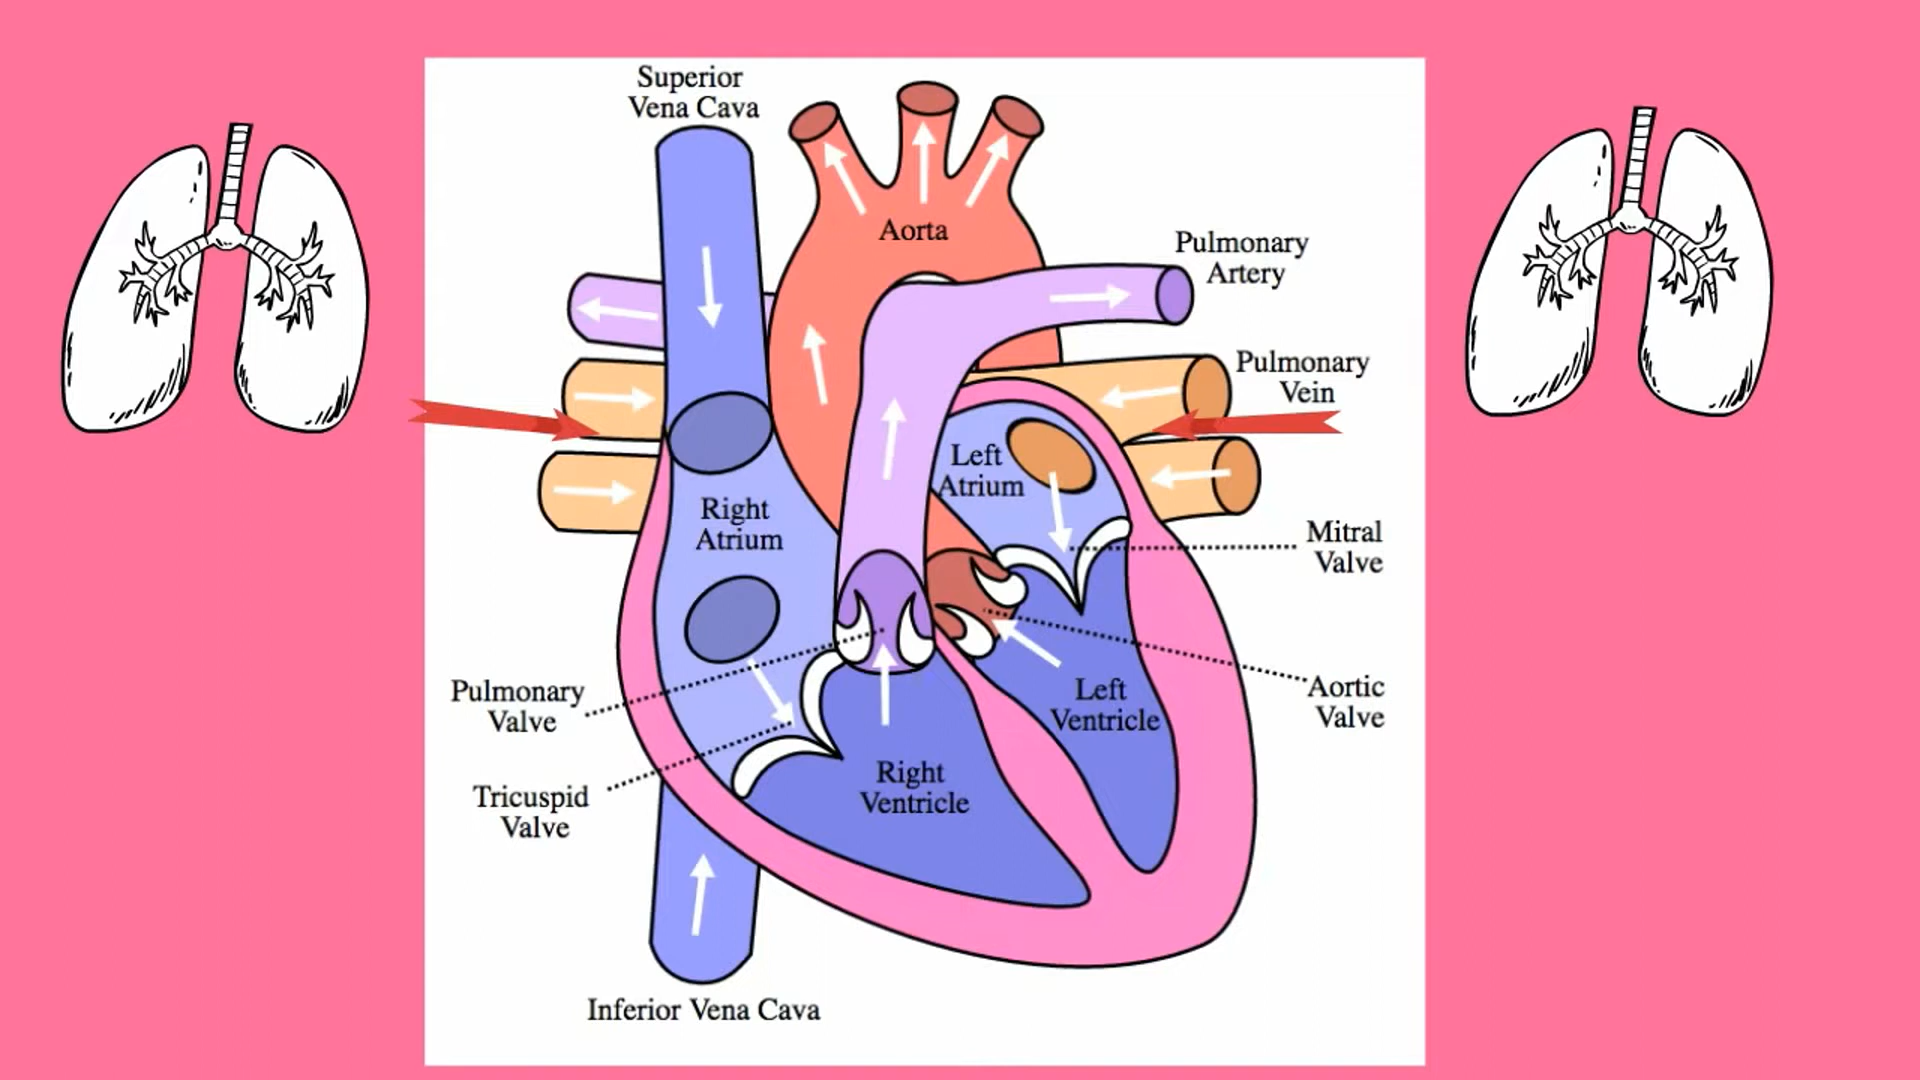 Superior
Vena Cava
Aorta
Pulmonary
Artery
Pulmonary
Vein
Left
Atrium
Right
Atrium
Mitral
Valve
Pulmonary
Valve
Left
Ventricle
Aortic
Valve
Right
Ventricle
Tricuspid
Valve
Inferior Vena Cava